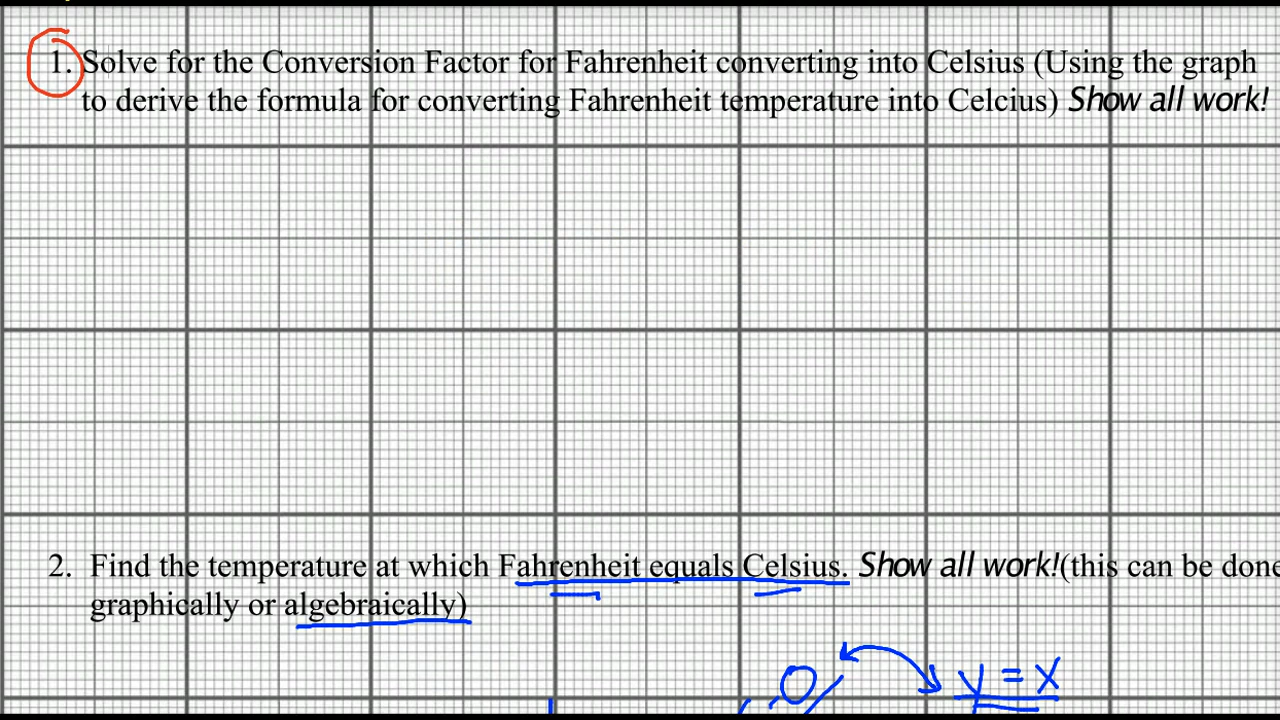 1. Solve for the Conversion Factor for Fahrenheit converting into Celsius (Using the graph
to derive the formula for converting Fahrenheit temperature into Celcius) Show all work!
2. Find the temperature at which Fahrenheit equals Celsius. Show all work!(this can be done
graphically or algebraically)
y = x